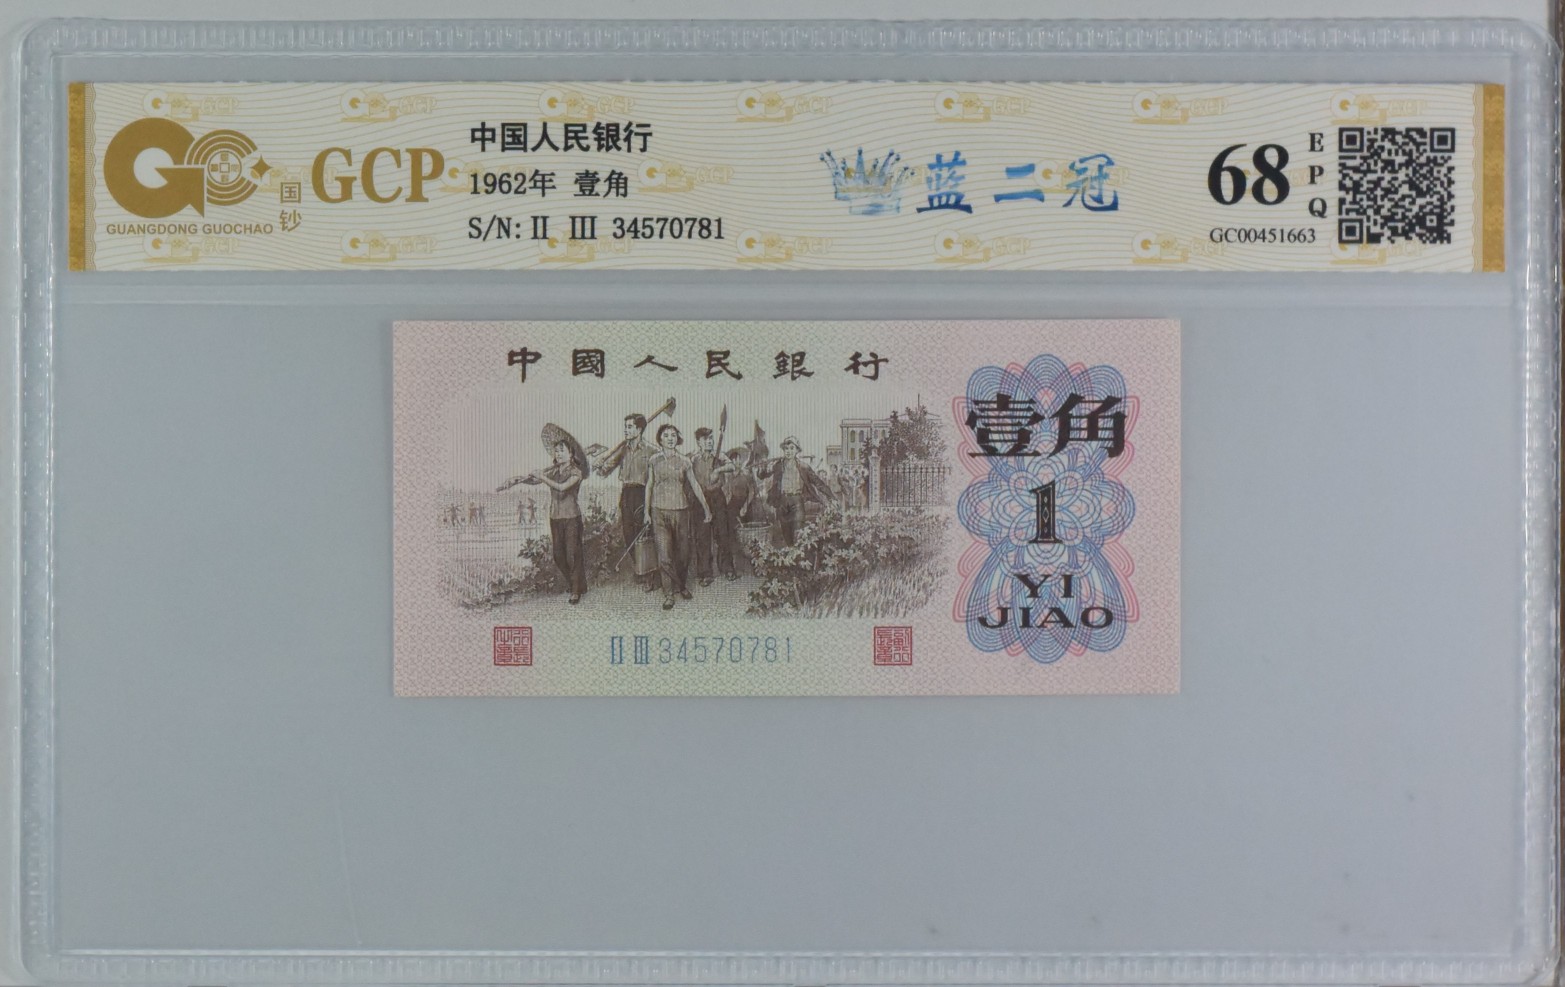 GCP
国钞
GUANGDONG GUOCHAO
中国人民银行
1962年 壹角
S/N: II III 34570781
蓝二冠
68
EPQ
GC00451663
中國人民銀行
壹角
1
YI
JIAO
II III 34570781